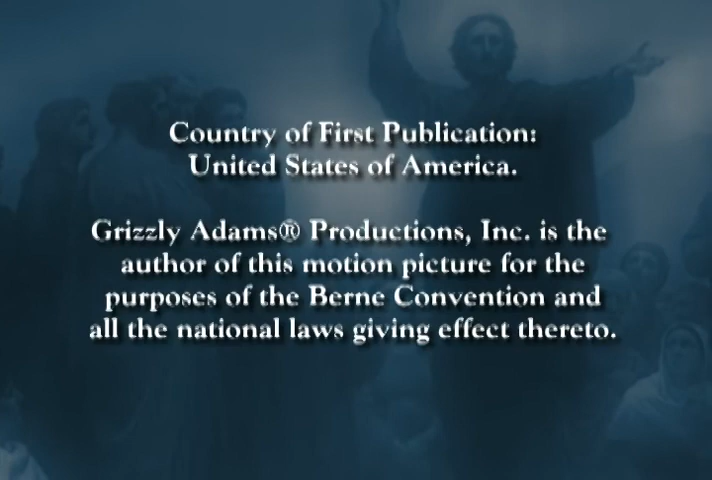 Country of First Publication:
United States of America.
Grizzly Adams® Productions, Inc. is the
author of this motion picture for the
purposes of the Berne Convention and
all the national laws giving effect thereto.